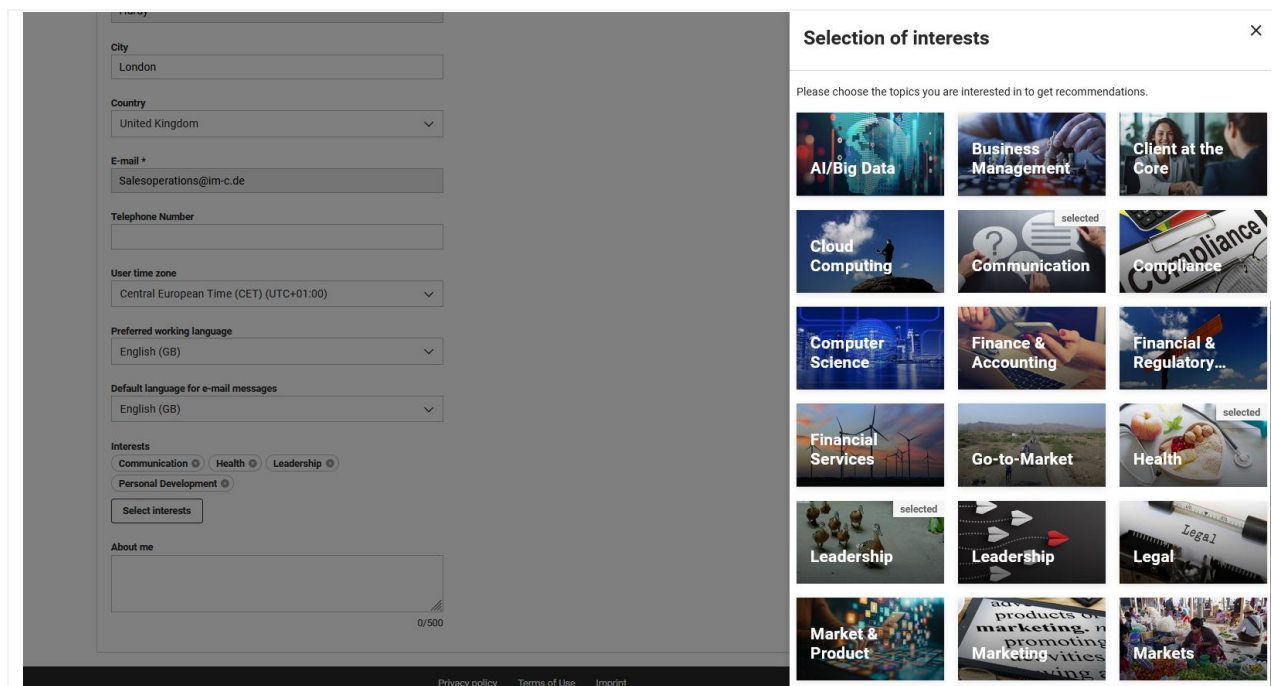 City
London
Country
United Kingdom
E-mail *
Salesoperations@im-c.de
Telephone Number
User time zone
Central European Time (CET) (UTC+01:00)
Preferred working language
English (GB)
Default language for e-mail messages
English (GB)
Interests
Communication Health Leadership
Personal Development
Select interests
About me
0/500
Privacy policy Terms of Use Imprint
Selection of interests
Please choose the topics you are interested in to get recommendations.
AI/Big Data
Business
Management
Client at the
Core
Cloud
Computing
selected
Communication
Compliance
Compliance
Computer
Science
Finance &
Accounting
Financial &
Regulatory...
Financial
Services
Go-to-Market
selected
Health
selected
Leadership
Leadership
Legal
Legal
Market &
Product
products
marketing.
promoting
Marketing
Markets